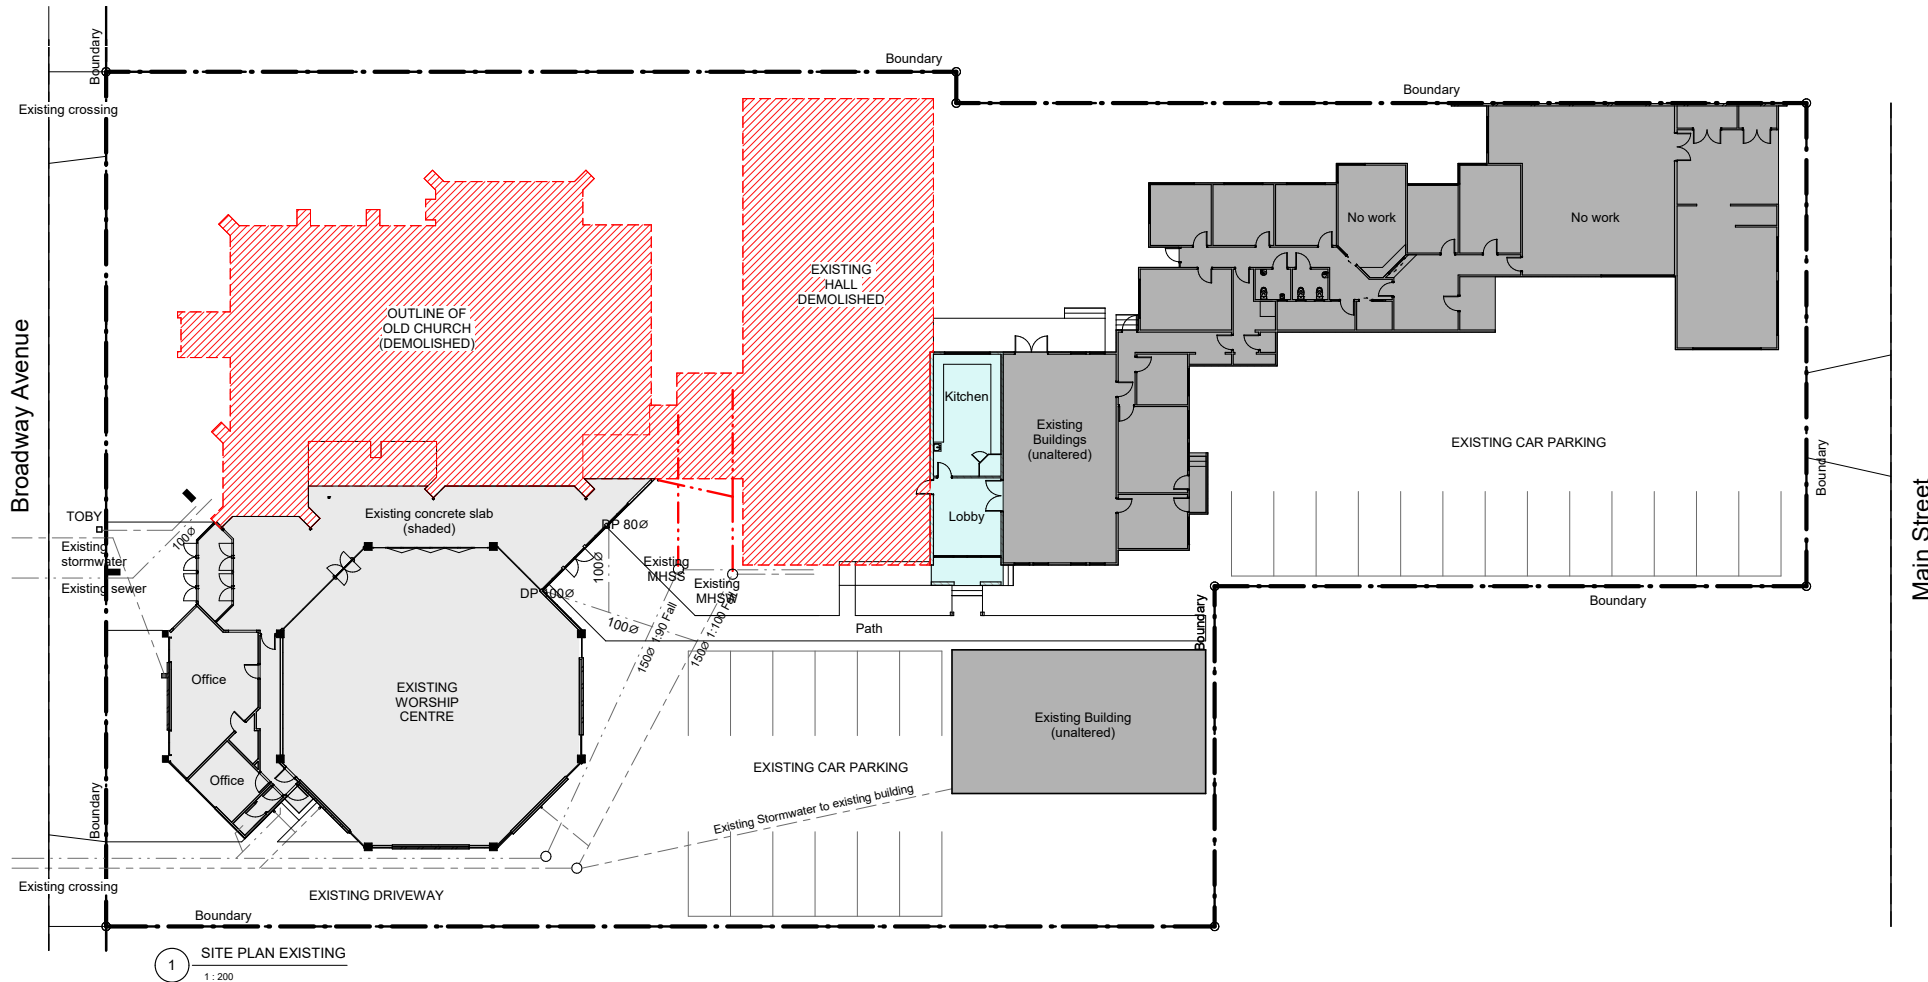 Boundary
Boundary
Boundary
Existing crossing
No work
No work
EXISTING
HALL
DEMOLISHED
OUTLINE OF
OLD CHURCH
(DEMOLISHED)
Broadway Avenue
Kitchen
Existing
Buildings
(unaltered)
EXISTING CAR PARKING
Boundary
Main Street
TOBY
100Ø
Existing concrete slab
(shaded)
DP 80Ø
Lobby
Existing
stormwater
Existing sewer
100Ø
Existing
MHSS
Existing
MHSW
DP 100Ø
100Ø
150Ø 1:90 Fall
150Ø 1:100 Fall
Path
Boundary
Boundary
Office
EXISTING
WORSHIP
CENTRE
Existing Building
(unaltered)
Office
EXISTING CAR PARKING
Existing Stormwater to existing building
Boundary
Existing crossing
EXISTING DRIVEWAY
Boundary
1
SITE PLAN EXISTING
1 : 200